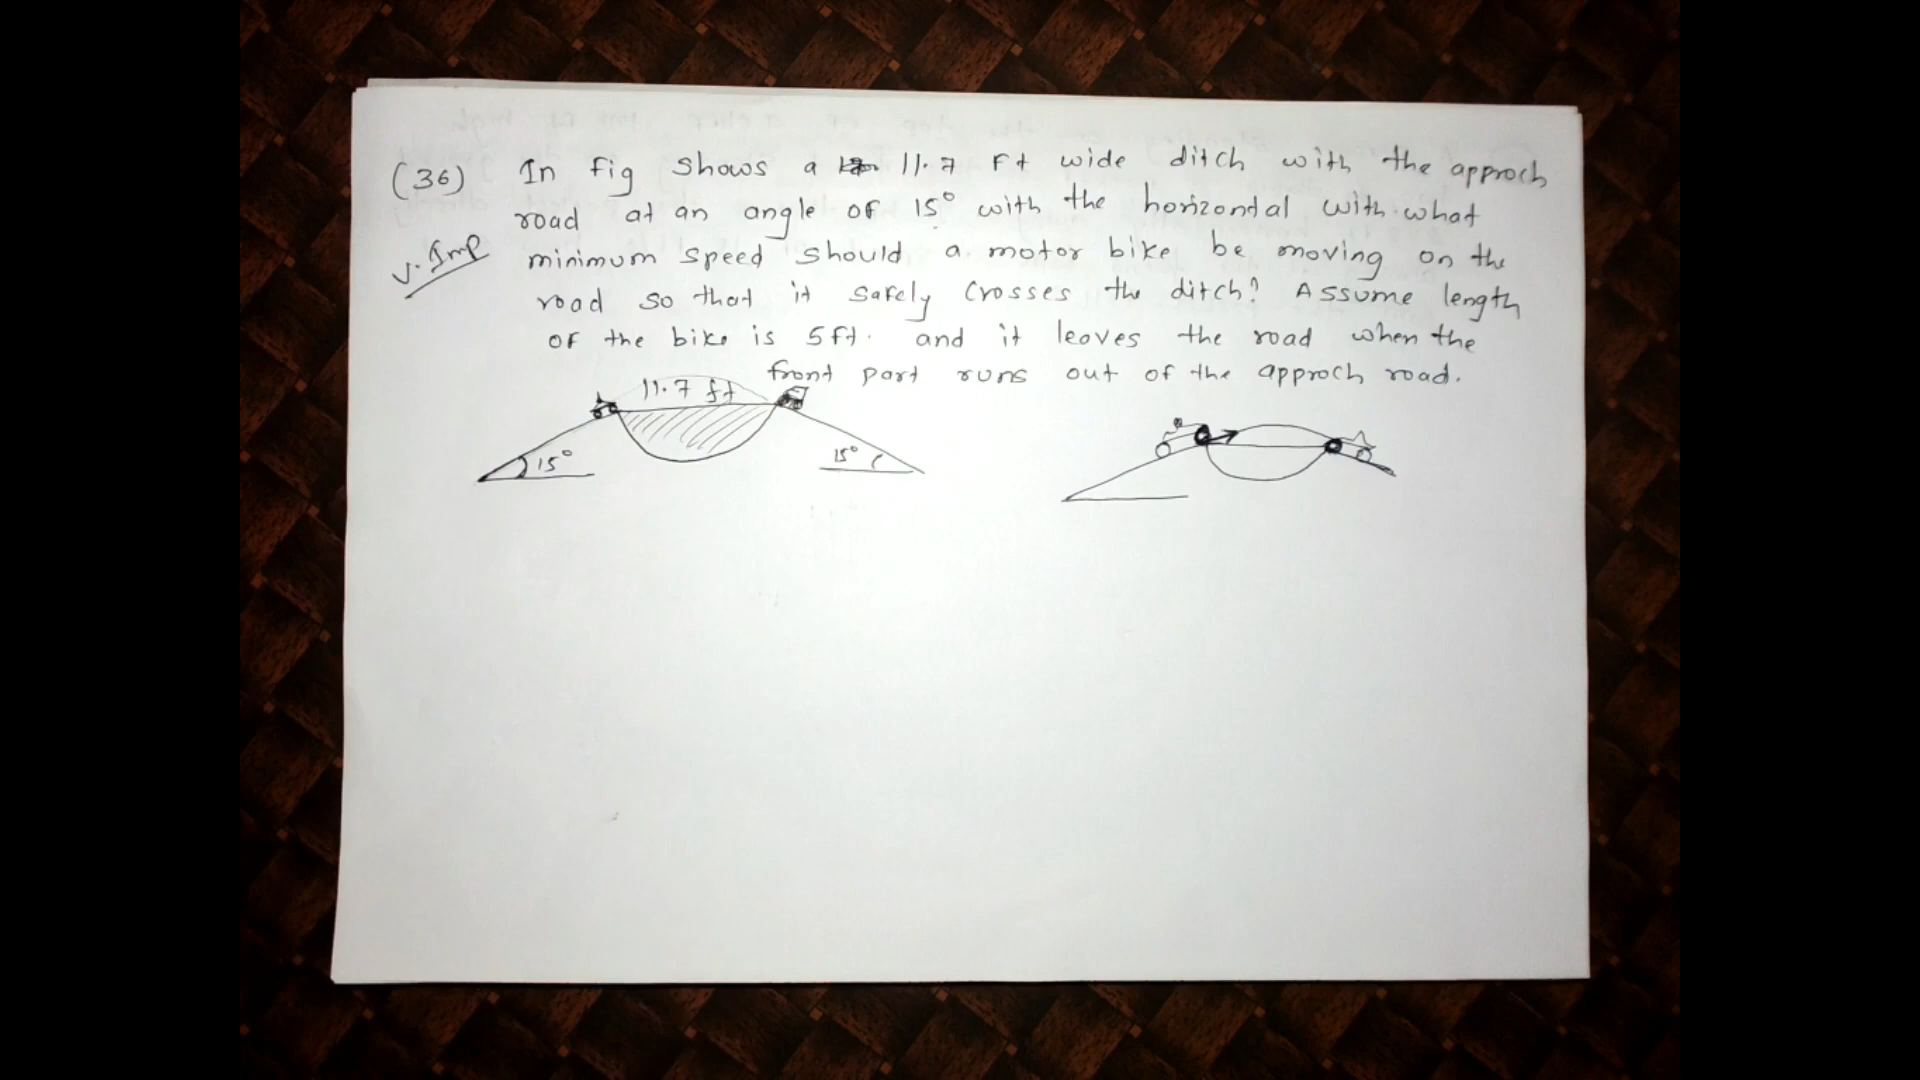 (36) In fig shows a 11.7 Ft wide ditch with the approch
road at an angle of 15° with the horizontal with what
V. Imp
minimum speed should a motor bike be moving on the
road so that it safely crosses the ditch? Assume length
of the bike is 5ft. and it leaves the road when the
front part runs out of the approch road.
11.7 ft
15°
15°